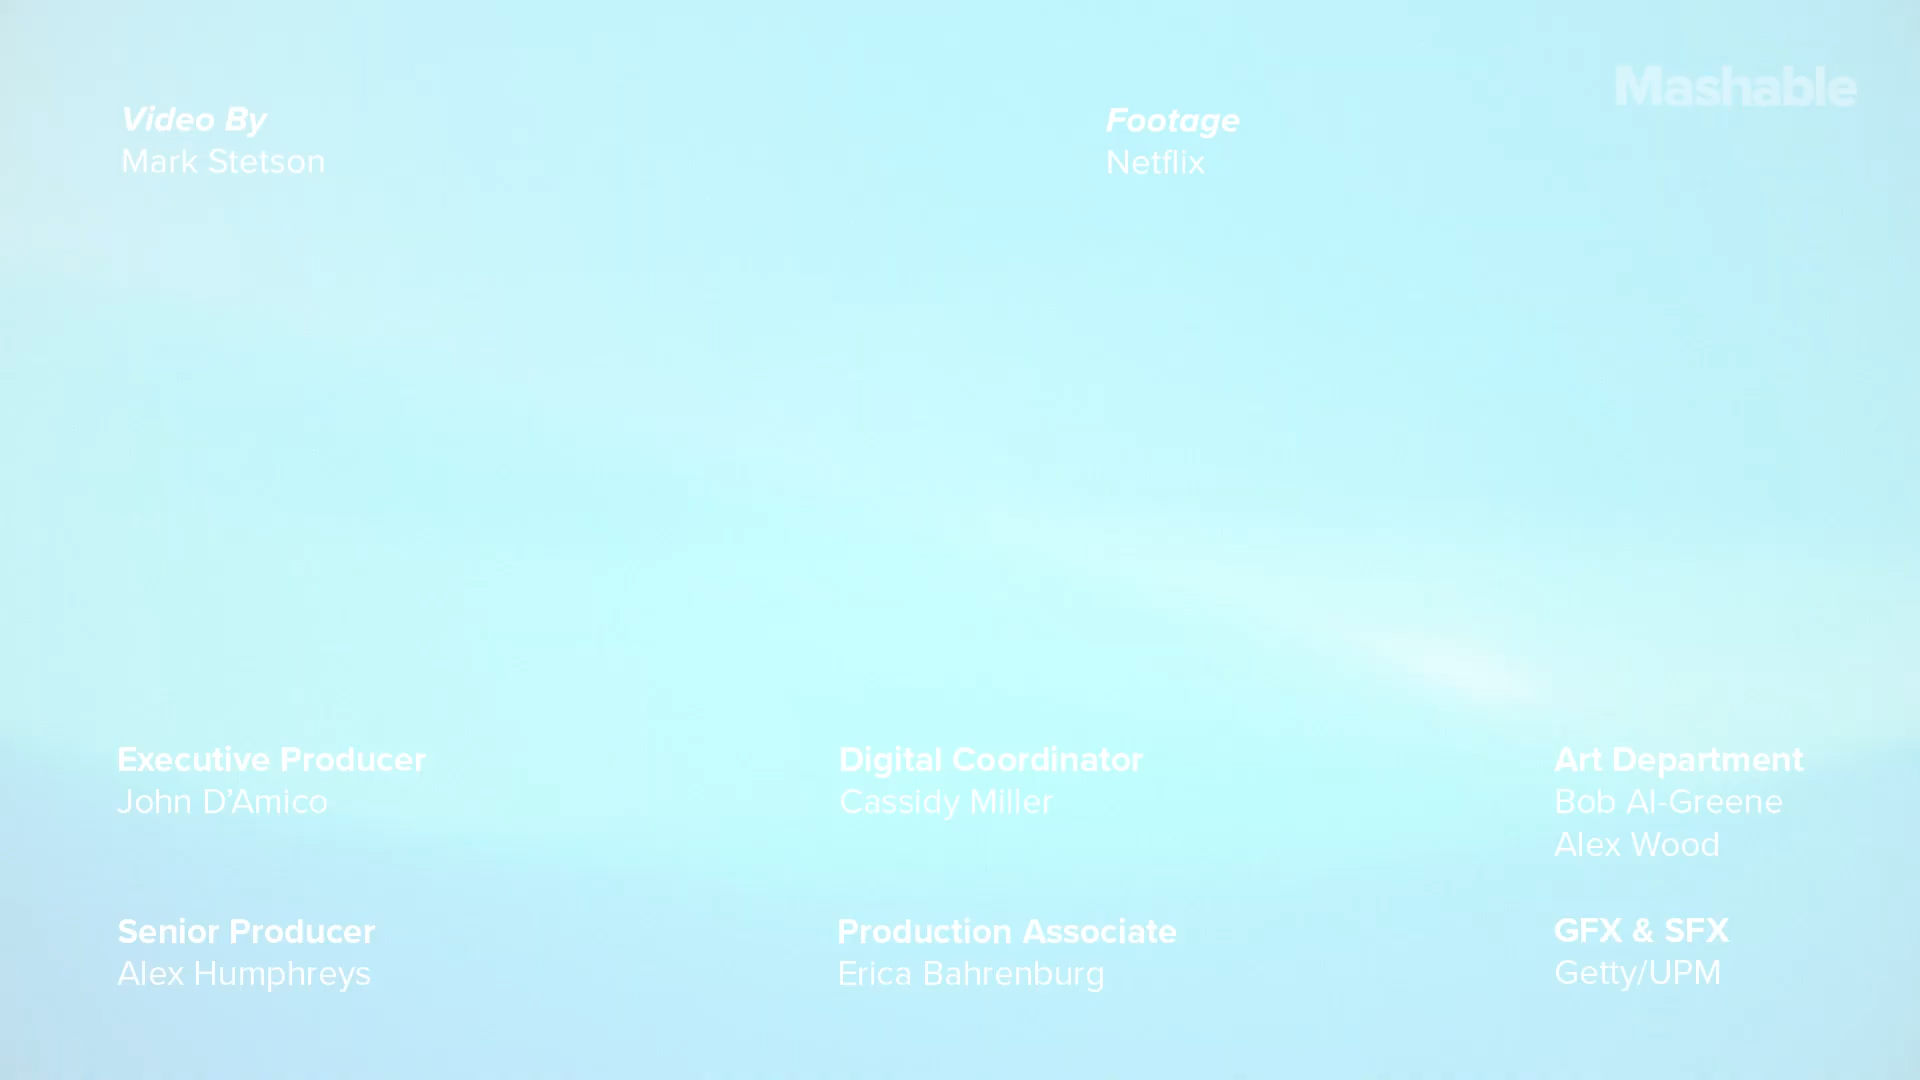 Mashable
Video By
Mark Stetson
Footage
Netflix
Executive Producer
John D’Amico
Digital Coordinator
Cassidy Miller
Art Department
Bob Al-Greene
Alex Wood
Senior Producer
Alex Humphreys
Production Associate
Erica Bahrenburg
GFX & SFX
Getty/UPM